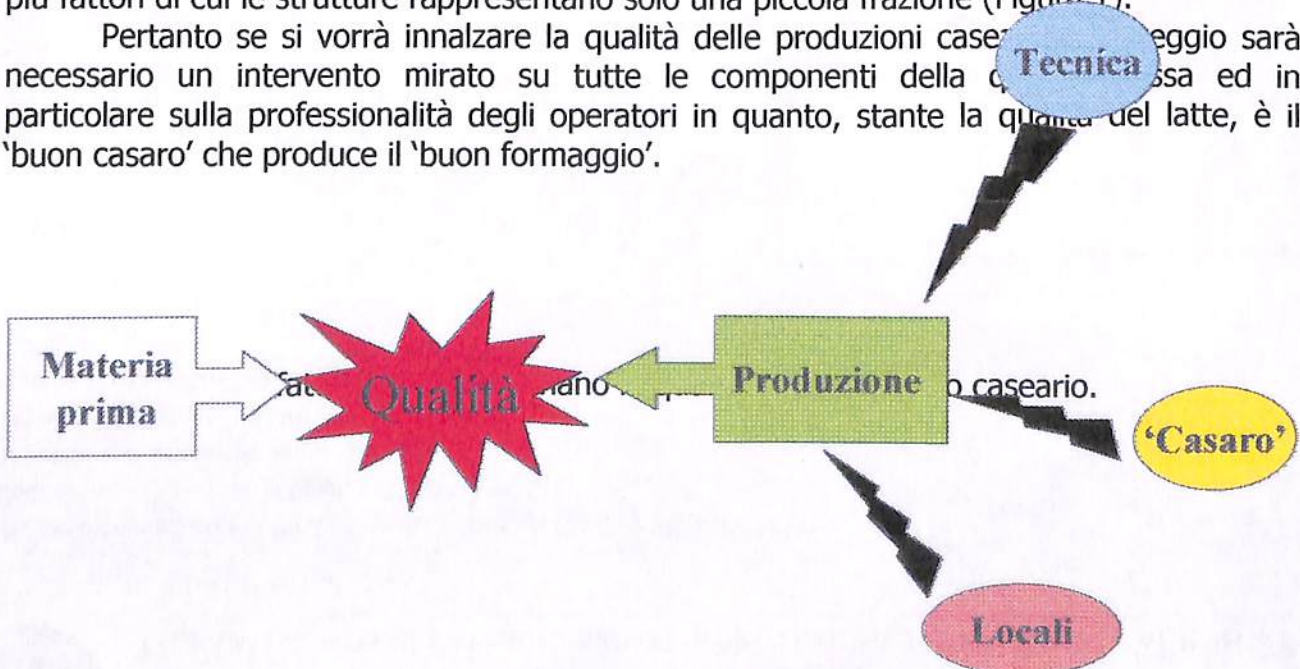 più fattori di cui le strutture rappresentano solo una piccola frazione
Pertanto se si vorrà innalzare la qualità delle produzioni eggio sarà
necessario un intervento mirato su tutte le componenti della ed in
particolare sulla professionalità degli operatori in quanto, stante la qualità del latte, è il
‘buon casaro’ che produce il ‘buon formaggio’.
Tecnica
Materia
prima
Qualità
Produzione
caseario.
‘Casaro’
Locali